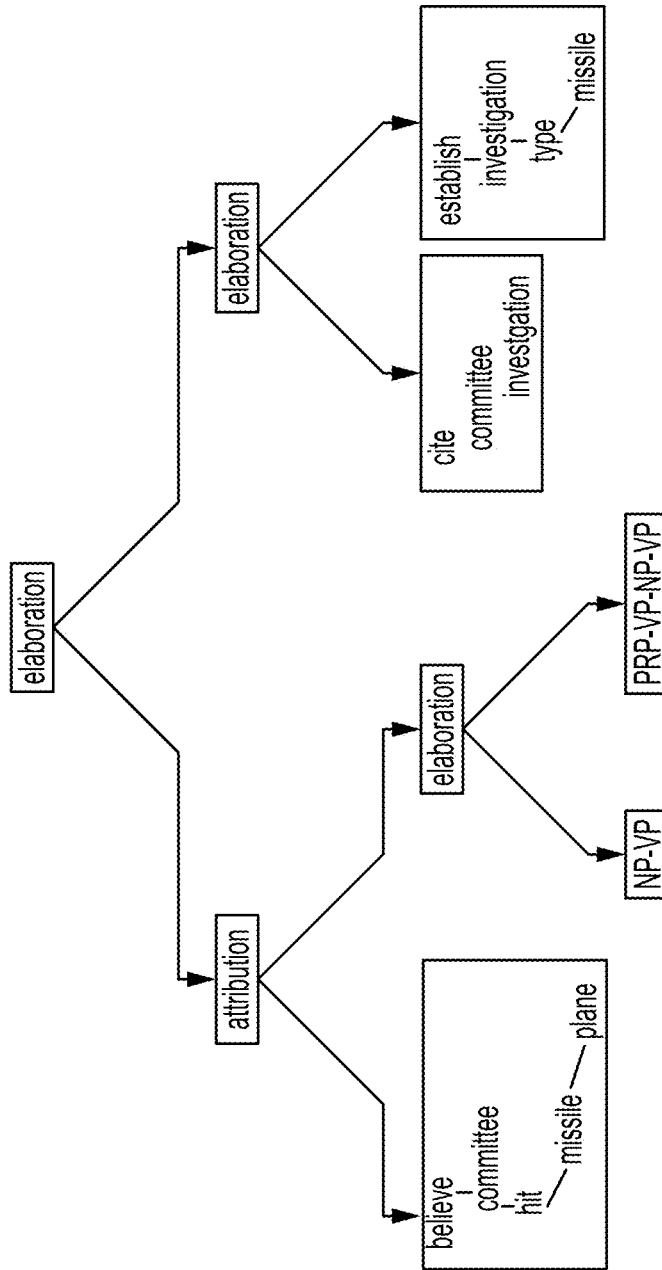 elaboration
attribution
elaboration
believe
committee
hit
missile
plane
elaboration
cite
committee
investgation
establish
investigation
type
missile
NP-VP
PRP-VP-NP-VP